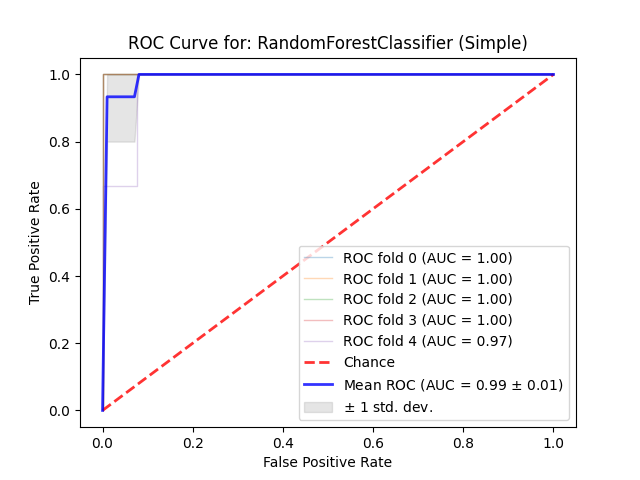 ROC Curve for: RandomForestClassifier (Simple)
1.0
0.8
0.6
0.4
0.2
0.0
True Positive Rate
ROC fold 0 (AUC = 1.00)
ROC fold 1 (AUC = 1.00)
ROC fold 2 (AUC = 1.00)
ROC fold 3 (AUC = 1.00)
ROC fold 4 (AUC = 0.97)
Chance
Mean ROC (AUC = 0.99 ± 0.01)
± 1 std. dev.
0.0 0.2 0.4 0.6 0.8 1.0
False Positive Rate